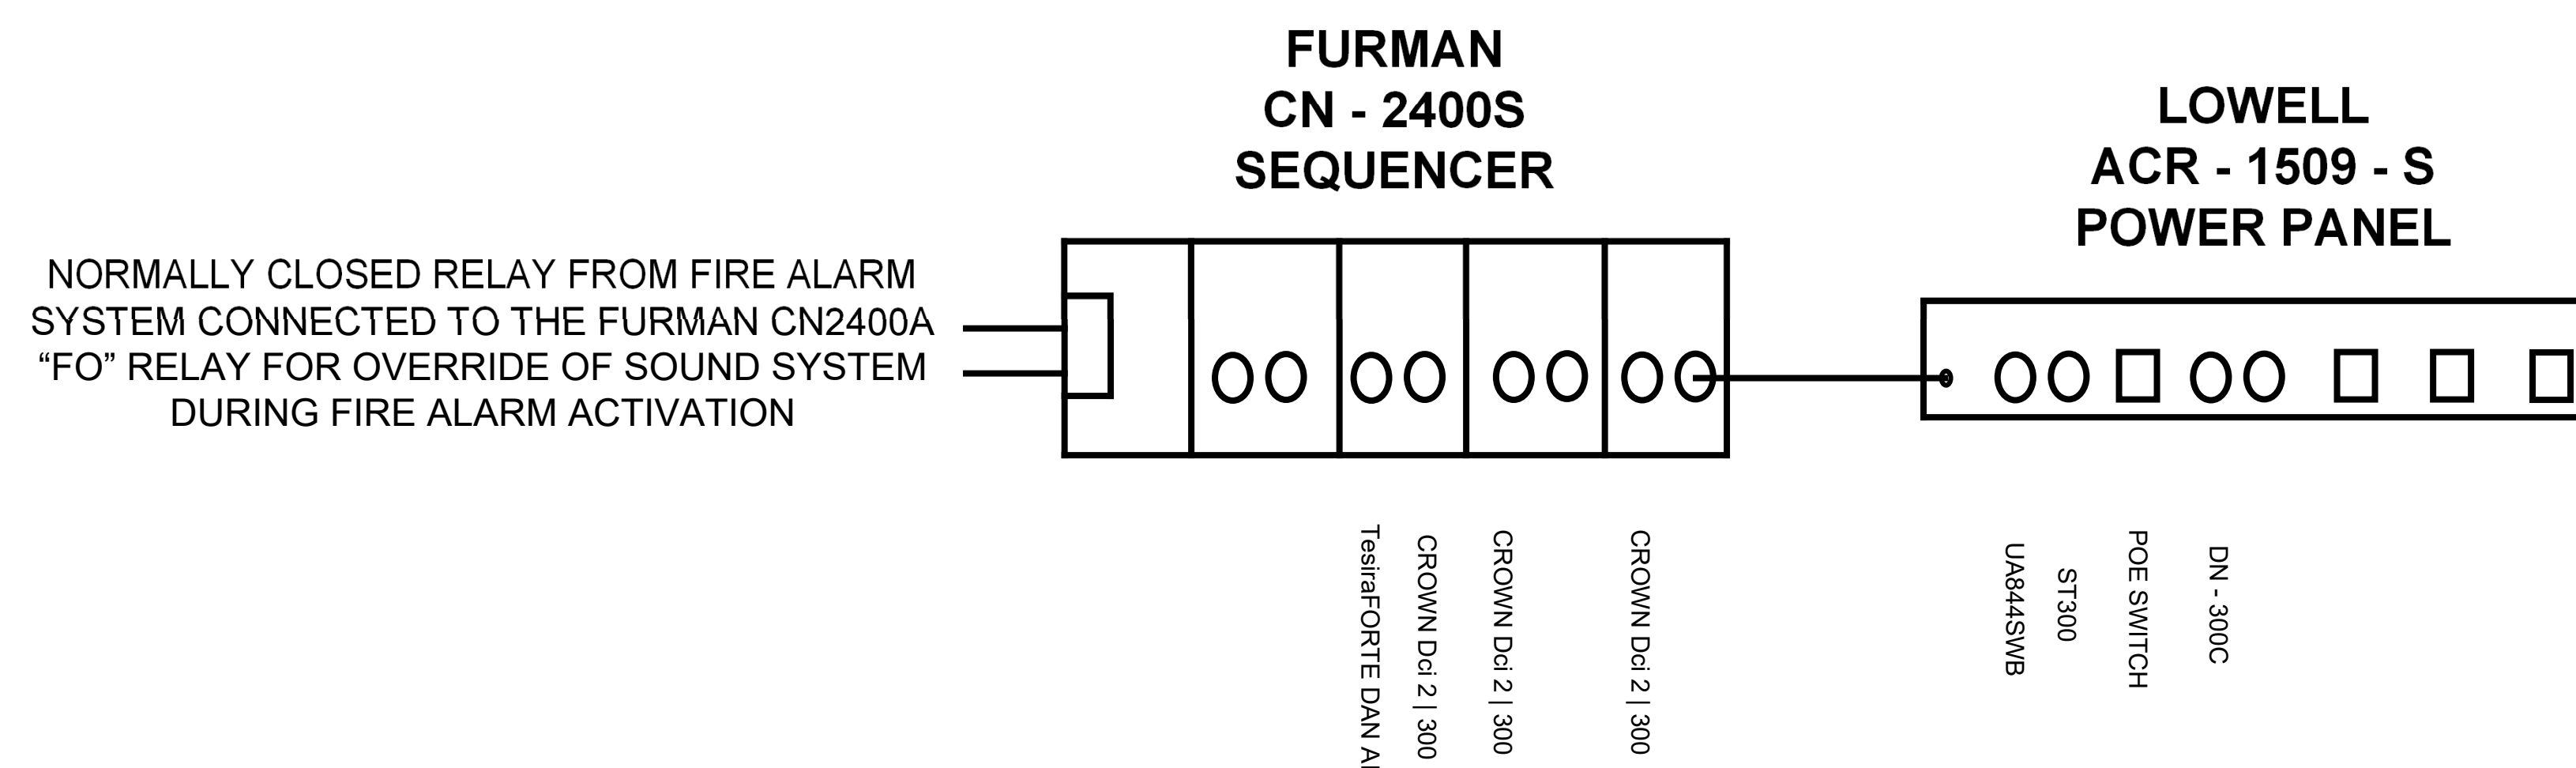 FURMAN
CN - 2400S
SEQUENCER
LOWELL
ACR - 1509 - S
POWER PANEL
NORMALLY CLOSED RELAY FROM FIRE ALARM
SYSTEM CONNECTED TO THE FURMAN CN2400A
“FO” RELAY FOR OVERRIDE OF SOUND SYSTEM
DURING FIRE ALARM ACTIVATION
TesiraFORTE DAN
CROWN Dci 2 | 300
CROWN Dci 2 | 300
CROWN Dci 2 | 300
UA844SWB
ST300
POE SWITCH
DN - 300C